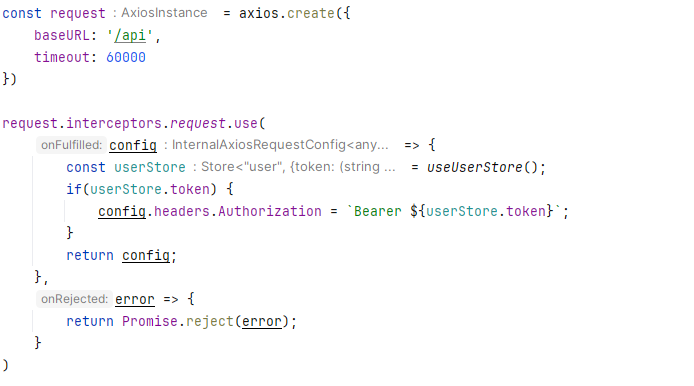 const request : AxiosInstance = axios.create({
    baseURL: '/api',
    timeout: 60000
})

request.interceptors.request.use(
    onFulfilled: config : InternalAxiosRequestConfig<any... => {
        const userStore : Store<"user", {token: (string ... = useUserStore();
        if(userStore.token) {
            config.headers.Authorization = `Bearer ${userStore.token}`;
        }
        return config;
    },
    onRejected: error => {
        return Promise.reject(error);
    }
)